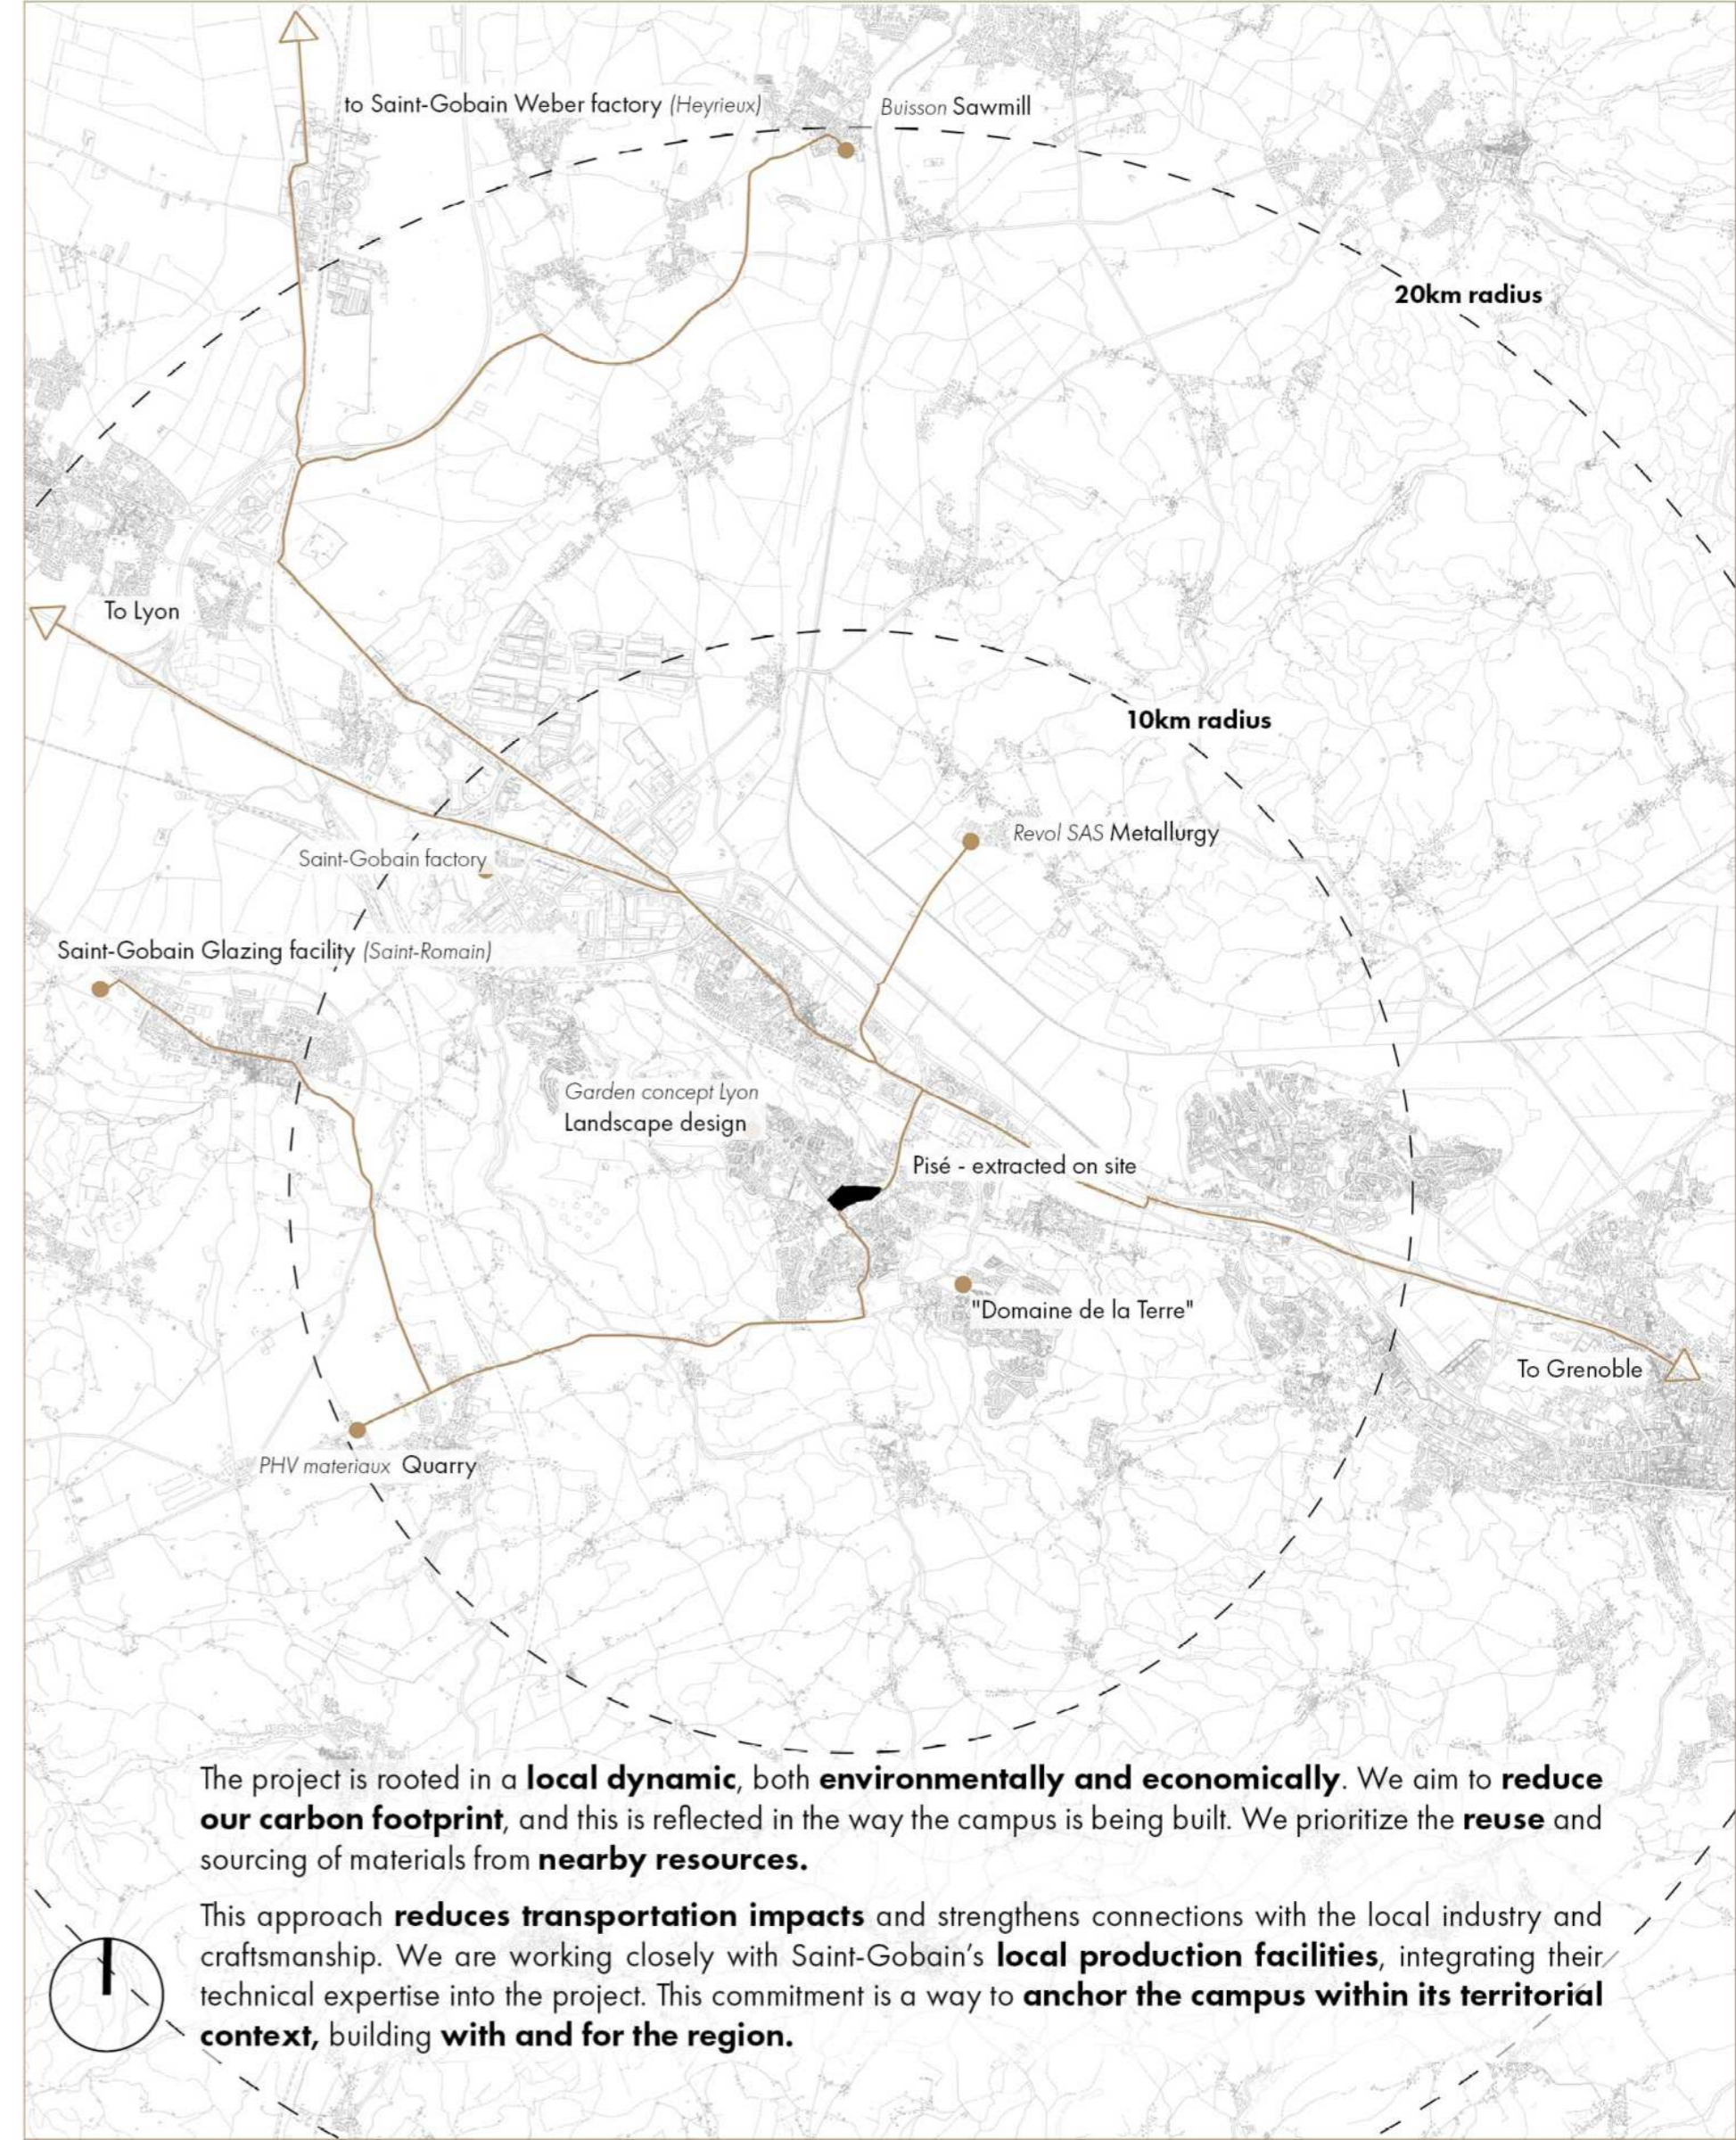 to Saint-Gobain Weber factory (Heyrieux)
Buisson Sawmill
20km radius
To Lyon
10km radius
Revol SAS Metallurgy
Saint-Gobain factory
Saint-Gobain Glazing facility (Saint-Romain)
Garden concept Lyon
Landscape design
Pisé - extracted on site
"Domaine de la Terre"
To Grenoble
PHV materiaux Quarry
The project is rooted in a local dynamic, both environmentally and economically. We aim to reduce
our carbon footprint, and this is reflected in the way the campus is being built. We prioritize the reuse and
sourcing of materials from nearby resources.
This approach reduces transportation impacts and strengthens connections with the local industry and
craftsmanship. We are working closely with Saint-Gobain's local production facilities, integrating their
technical expertise into the project. This commitment is a way to anchor the campus within its territorial
context, building with and for the region.